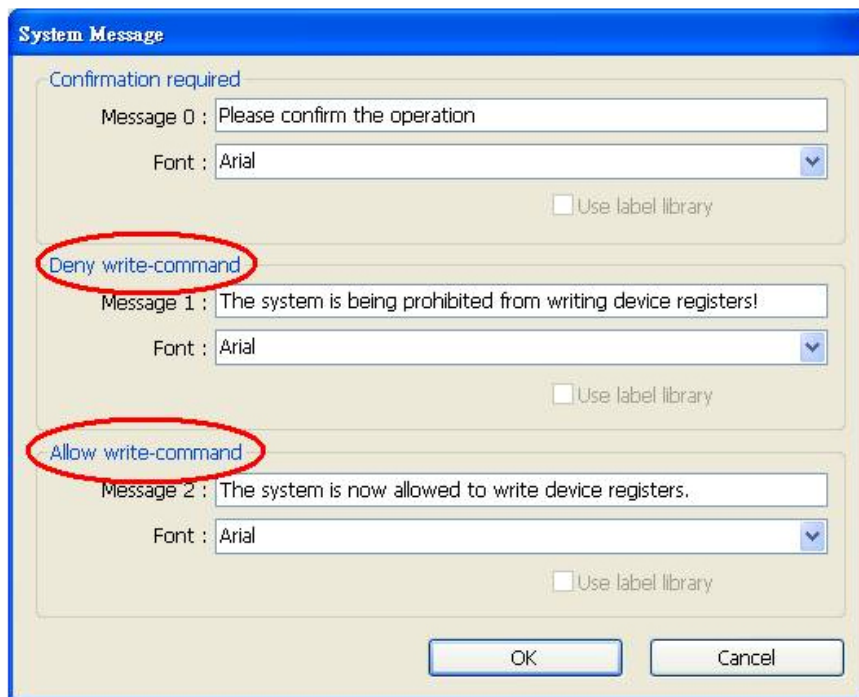 System Message
Confirmation required
Message 0 : Please confirm the operation
Font : Arial
Use label library
Deny write-command
Message 1 : The system is being prohibited from writing device registers!
Font : Arial
Use label library
Allow write-command
Message 2 : The system is now allowed to write device registers.
Font : Arial
Use label library
OK Cancel